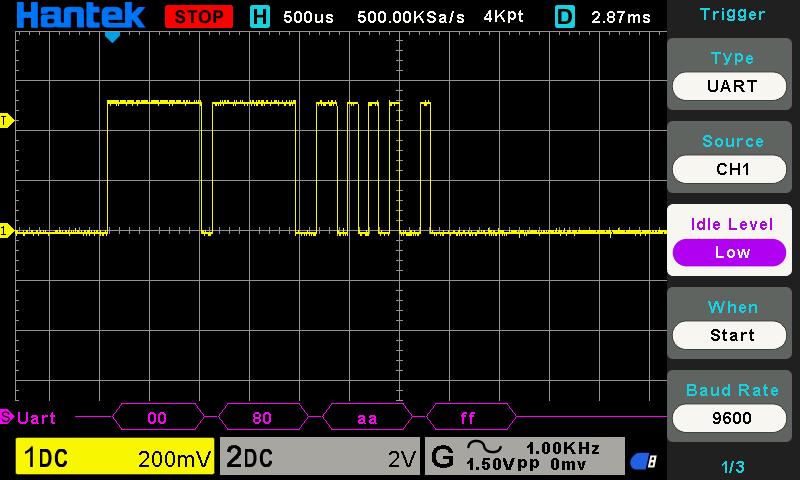 Hantek STOP H 500us 500.00KSa/s 4Kpt D 2.87ms
Trigger
Type
UART
Source
CH1
Idle Level
Low
When
Start
Baud Rate
9600
1/3
T
1
S Uart 00 80 aa ff
1DC 200mV 2DC 2V G 1.00KHz
1.50Vpp 0mv